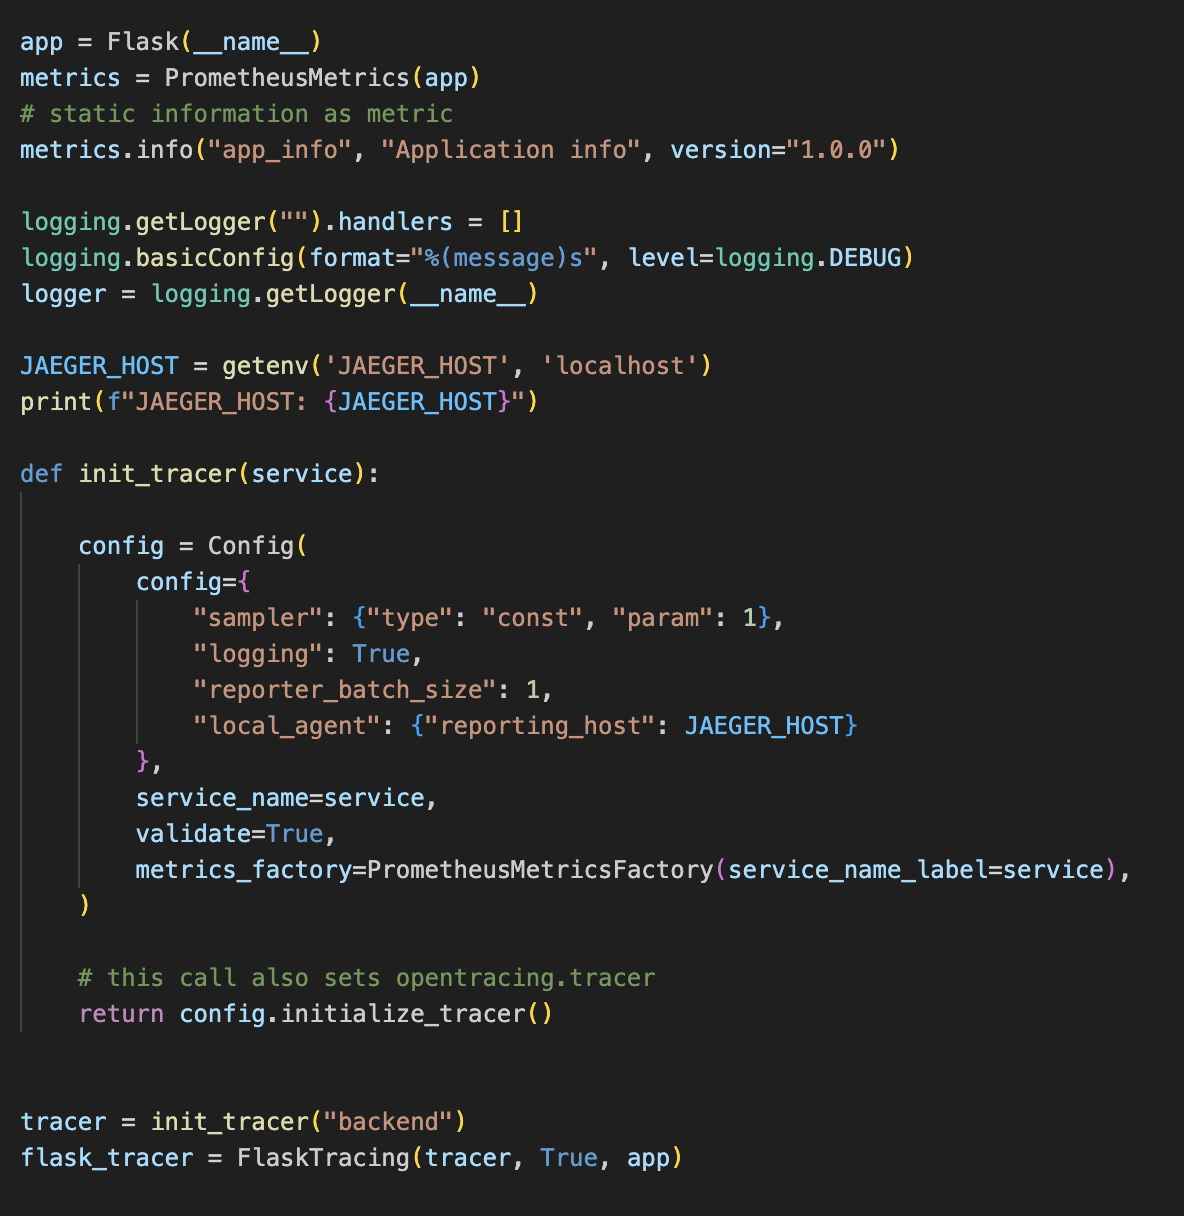 app = Flask(__name__)
metrics = PrometheusMetrics(app)
# static information as metric
metrics.info("app_info", "Application info", version="1.0.0")
logging.getLogger("").handlers = []
logging.basicConfig(format="%(message)s", level=logging.DEBUG)
logger = logging.getLogger(__name__)
JAEGER_HOST = getenv('JAEGER_HOST', 'localhost')
print(f"JAEGER_HOST: {JAEGER_HOST}")
def init_tracer(service):
    config = Config(
        config={
            "sampler": {"type": "const", "param": 1},
            "logging": True,
            "reporter_batch_size": 1,
            "local_agent": {"reporting_host": JAEGER_HOST}
        },
        service_name=service,
        validate=True,
        metrics_factory=PrometheusMetricsFactory(service_name_label=service),
    )
    # this call also sets opentracing.tracer
    return config.initialize_tracer()
tracer = init_tracer("backend")
flask_tracer = FlaskTracing(tracer, True, app)